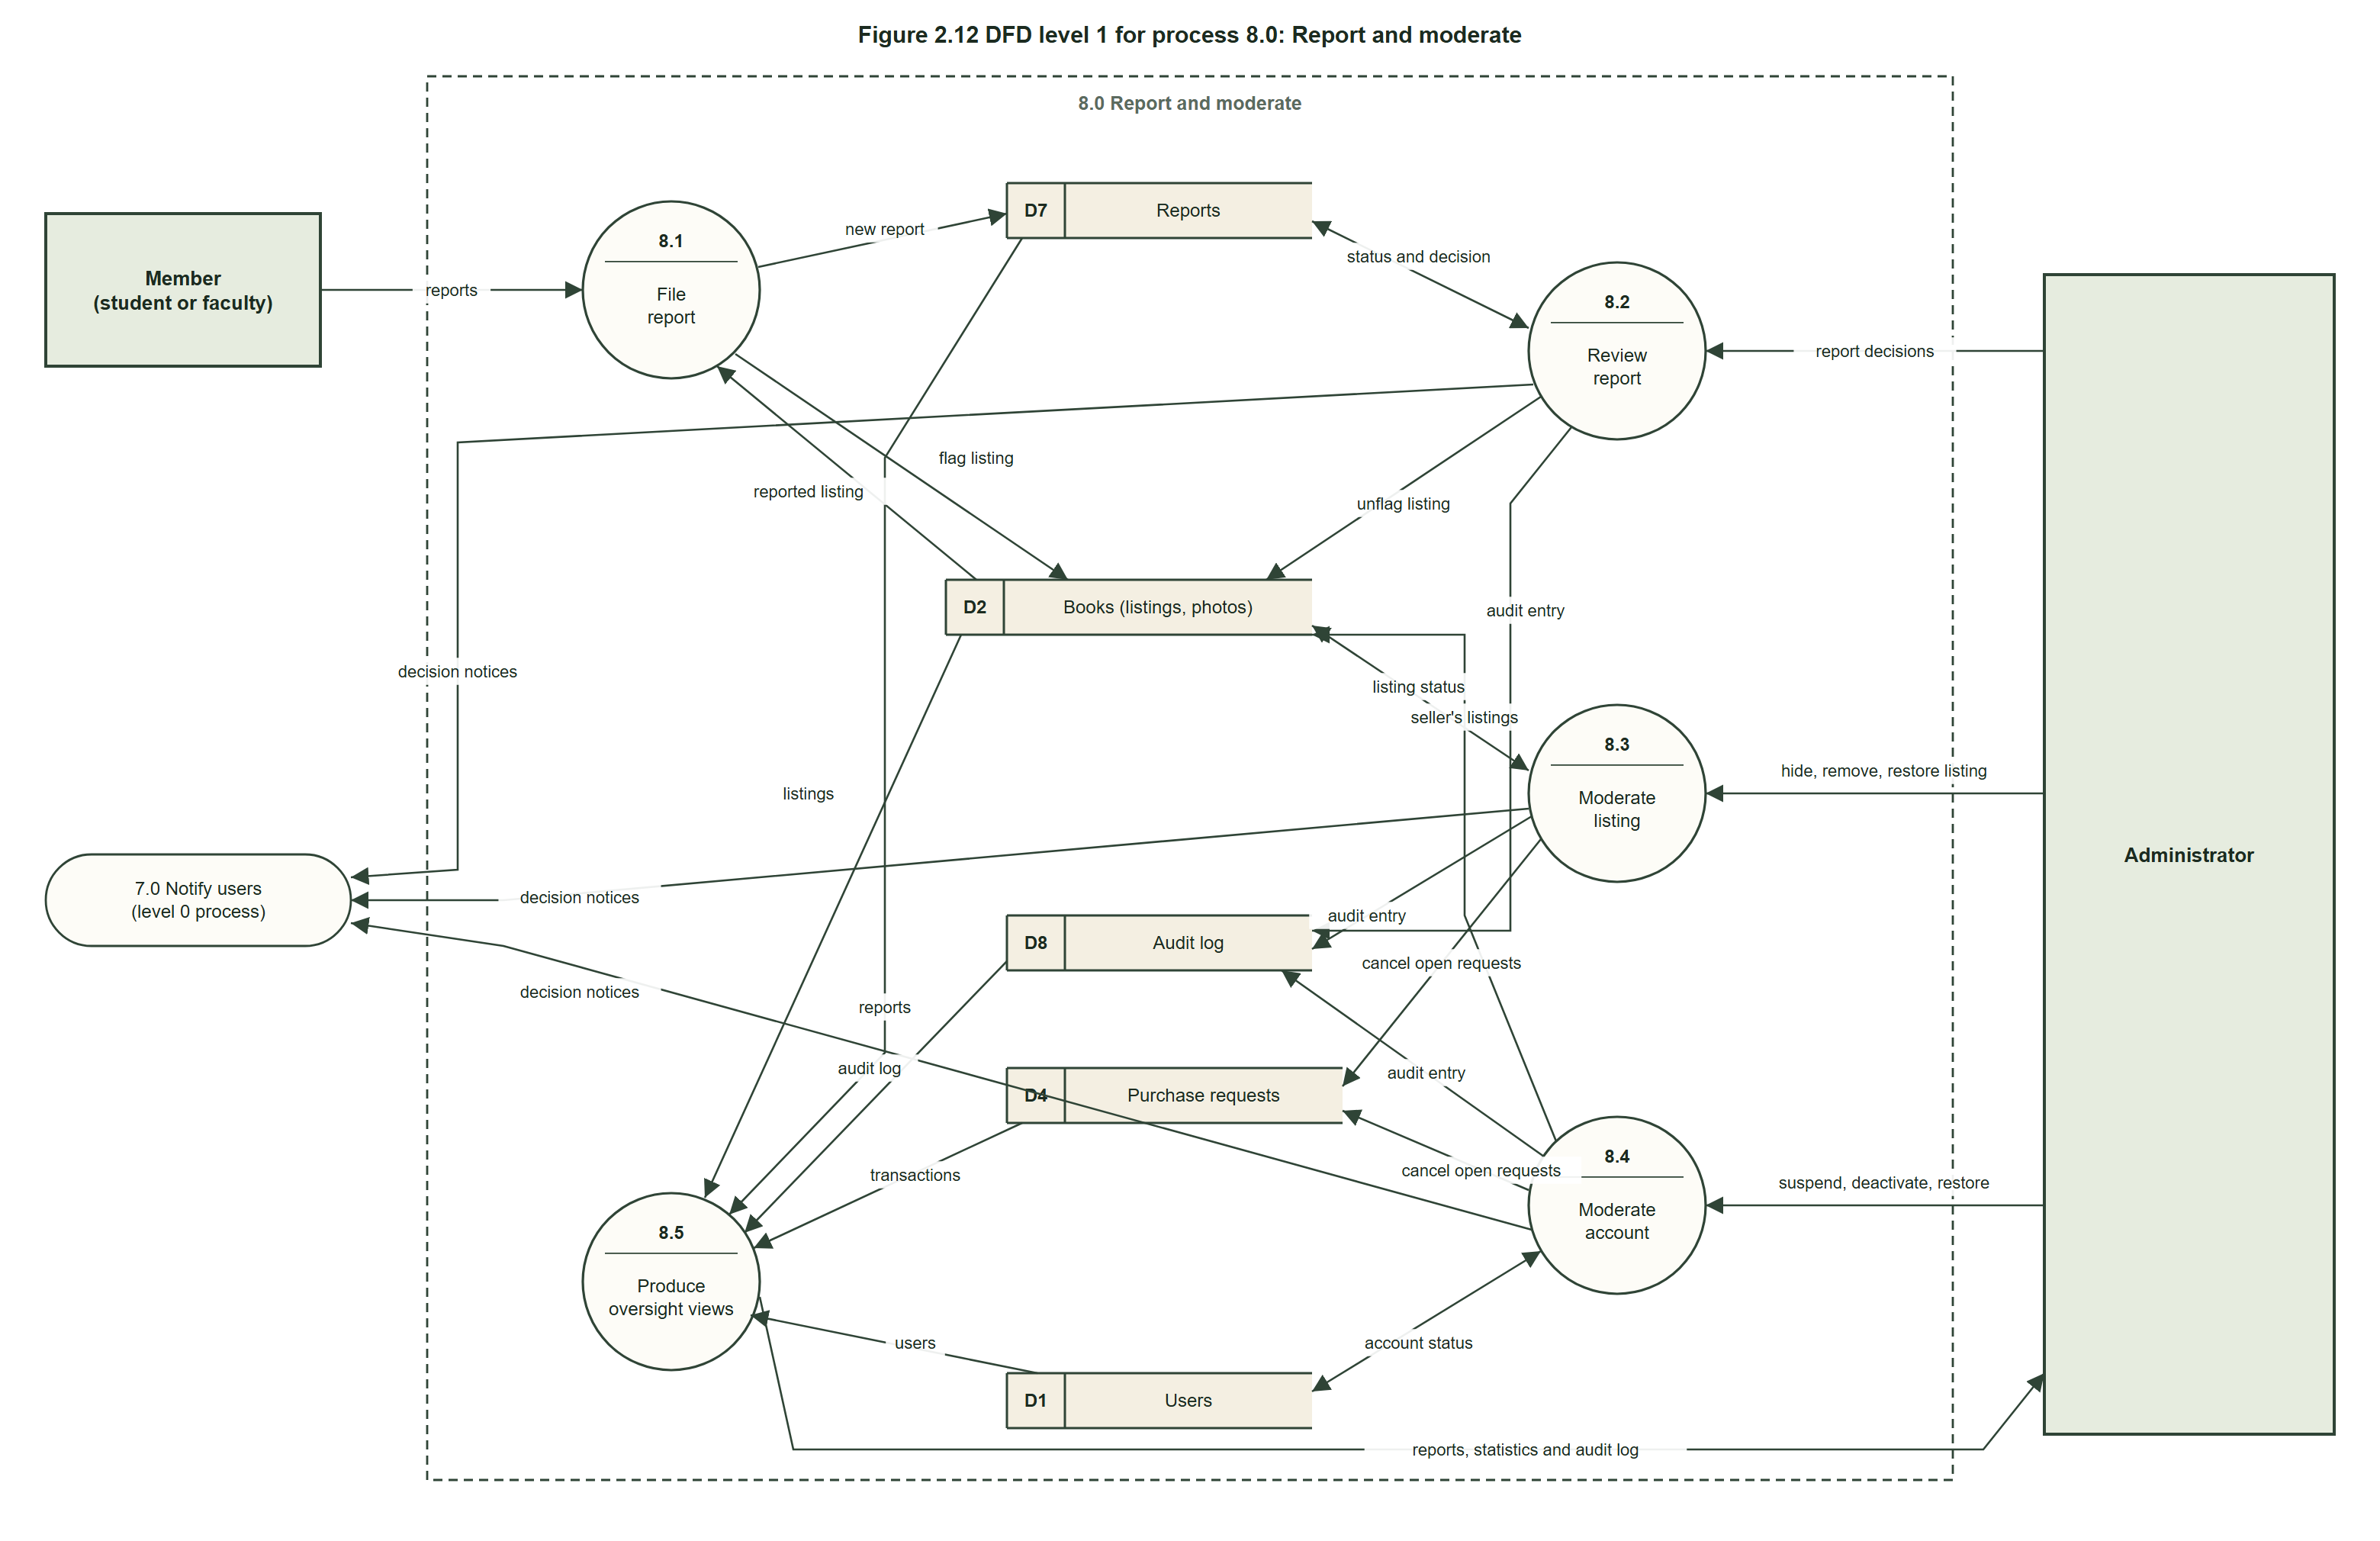 Figure 2.12 DFD level 1 for process 8.0: Report and moderate
8.0 Report and moderate
Member
(student or faculty)
reports
8.1
File
report
new report
D7
Reports
status and decision
8.2
Review
report
report decisions
flag listing
reported listing
unflag listing
D2
Books (listings, photos)
audit entry
decision notices
listing status
seller's listings
8.3
Moderate
listing
hide, remove, restore listing
listings
Administrator
7.0 Notify users
(level 0 process)
decision notices
audit entry
D8
Audit log
cancel open requests
decision notices
reports
audit log
audit entry
D4
Purchase requests
cancel open requests
8.4
Moderate
account
suspend, deactivate, restore
transactions
8.5
Produce
oversight views
users
account status
D1
Users
reports, statistics and audit log